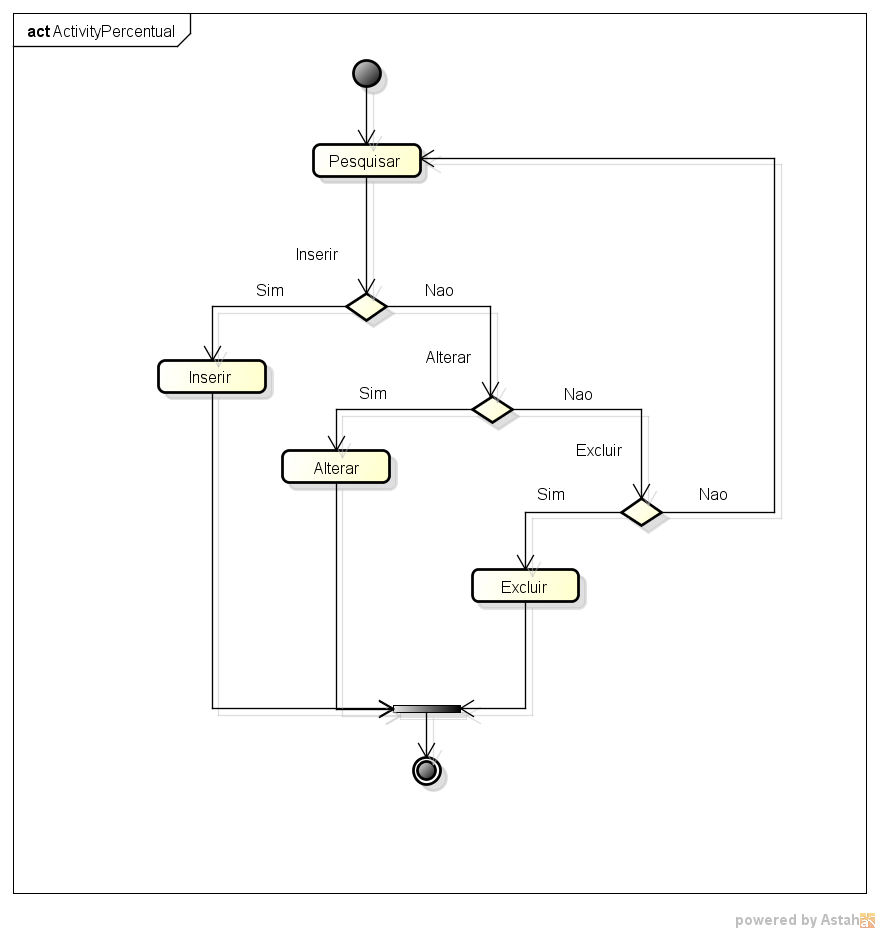 act ActivityPercentual
Pesquisar
Inserir
Sim
Nao
Inserir
Alterar
Sim
Nao
Alterar
Excluir
Sim
Nao
Excluir
powered by Astah